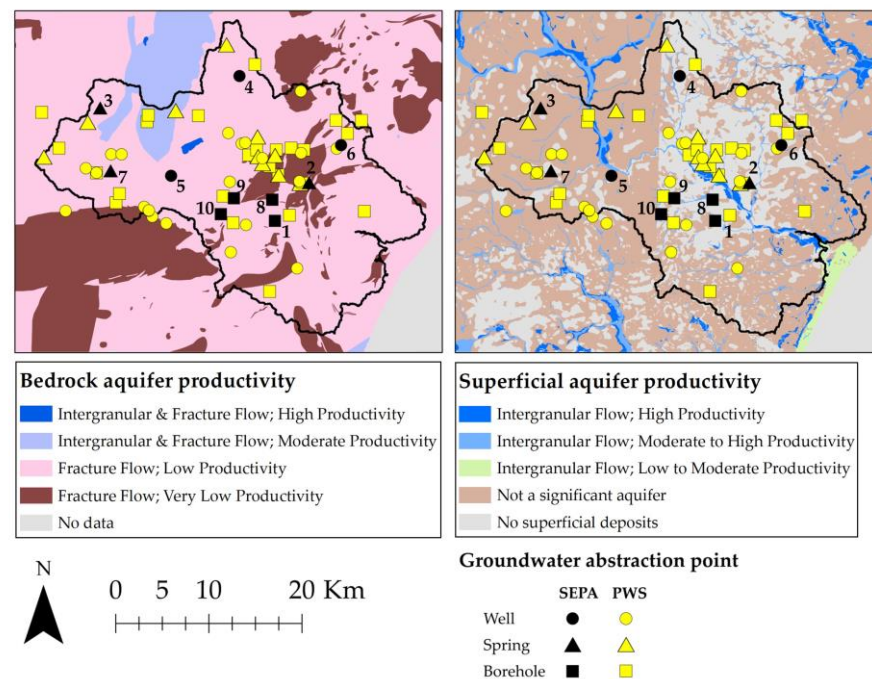 3
4
7
5
6
2
9
10
8
1
3
4
7
5
6
2
9
10
8
1
Bedrock aquifer productivity
Intergranular & Fracture Flow; High Productivity
Intergranular & Fracture Flow; Moderate Productivity
Fracture Flow; Low Productivity
Fracture Flow; Very Low Productivity
No data
Superficial aquifer productivity
Intergranular Flow; High Productivity
Intergranular Flow; Moderate to High Productivity
Intergranular Flow; Low to Moderate Productivity
Not a significant aquifer
No superficial deposits
N
0 5 10 20 Km
Groundwater abstraction point
SEPA PWS
Well
Spring
Borehole